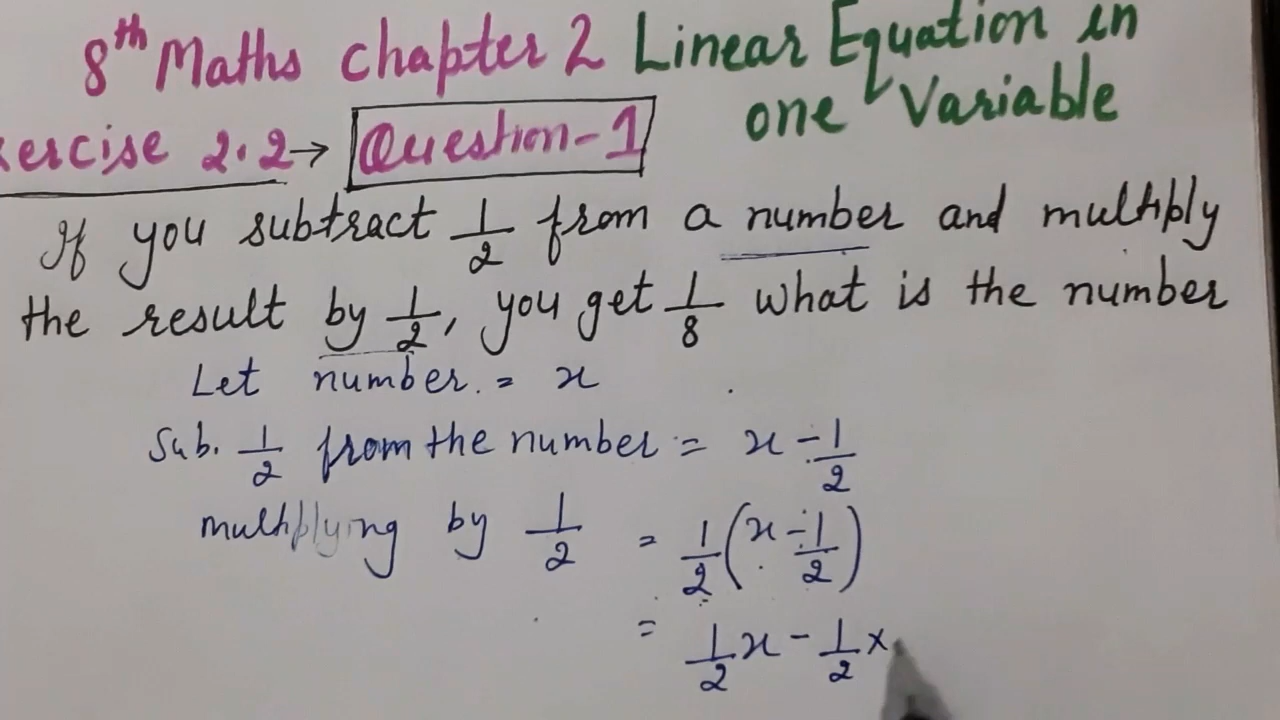 8th Maths chapter 2 Linear Equation in
one Variable
ercise 2.2→ Question-1
If you subtract 1/2 from a number and multiply
the result by 1/2, you get 1/8 what is the number
Let number. = x
Sub. 1/2 from the number = x - 1/2
multiplying by 1/2 = 1/2 (x - 1/2)
= 1/2 x - 1/2 ×